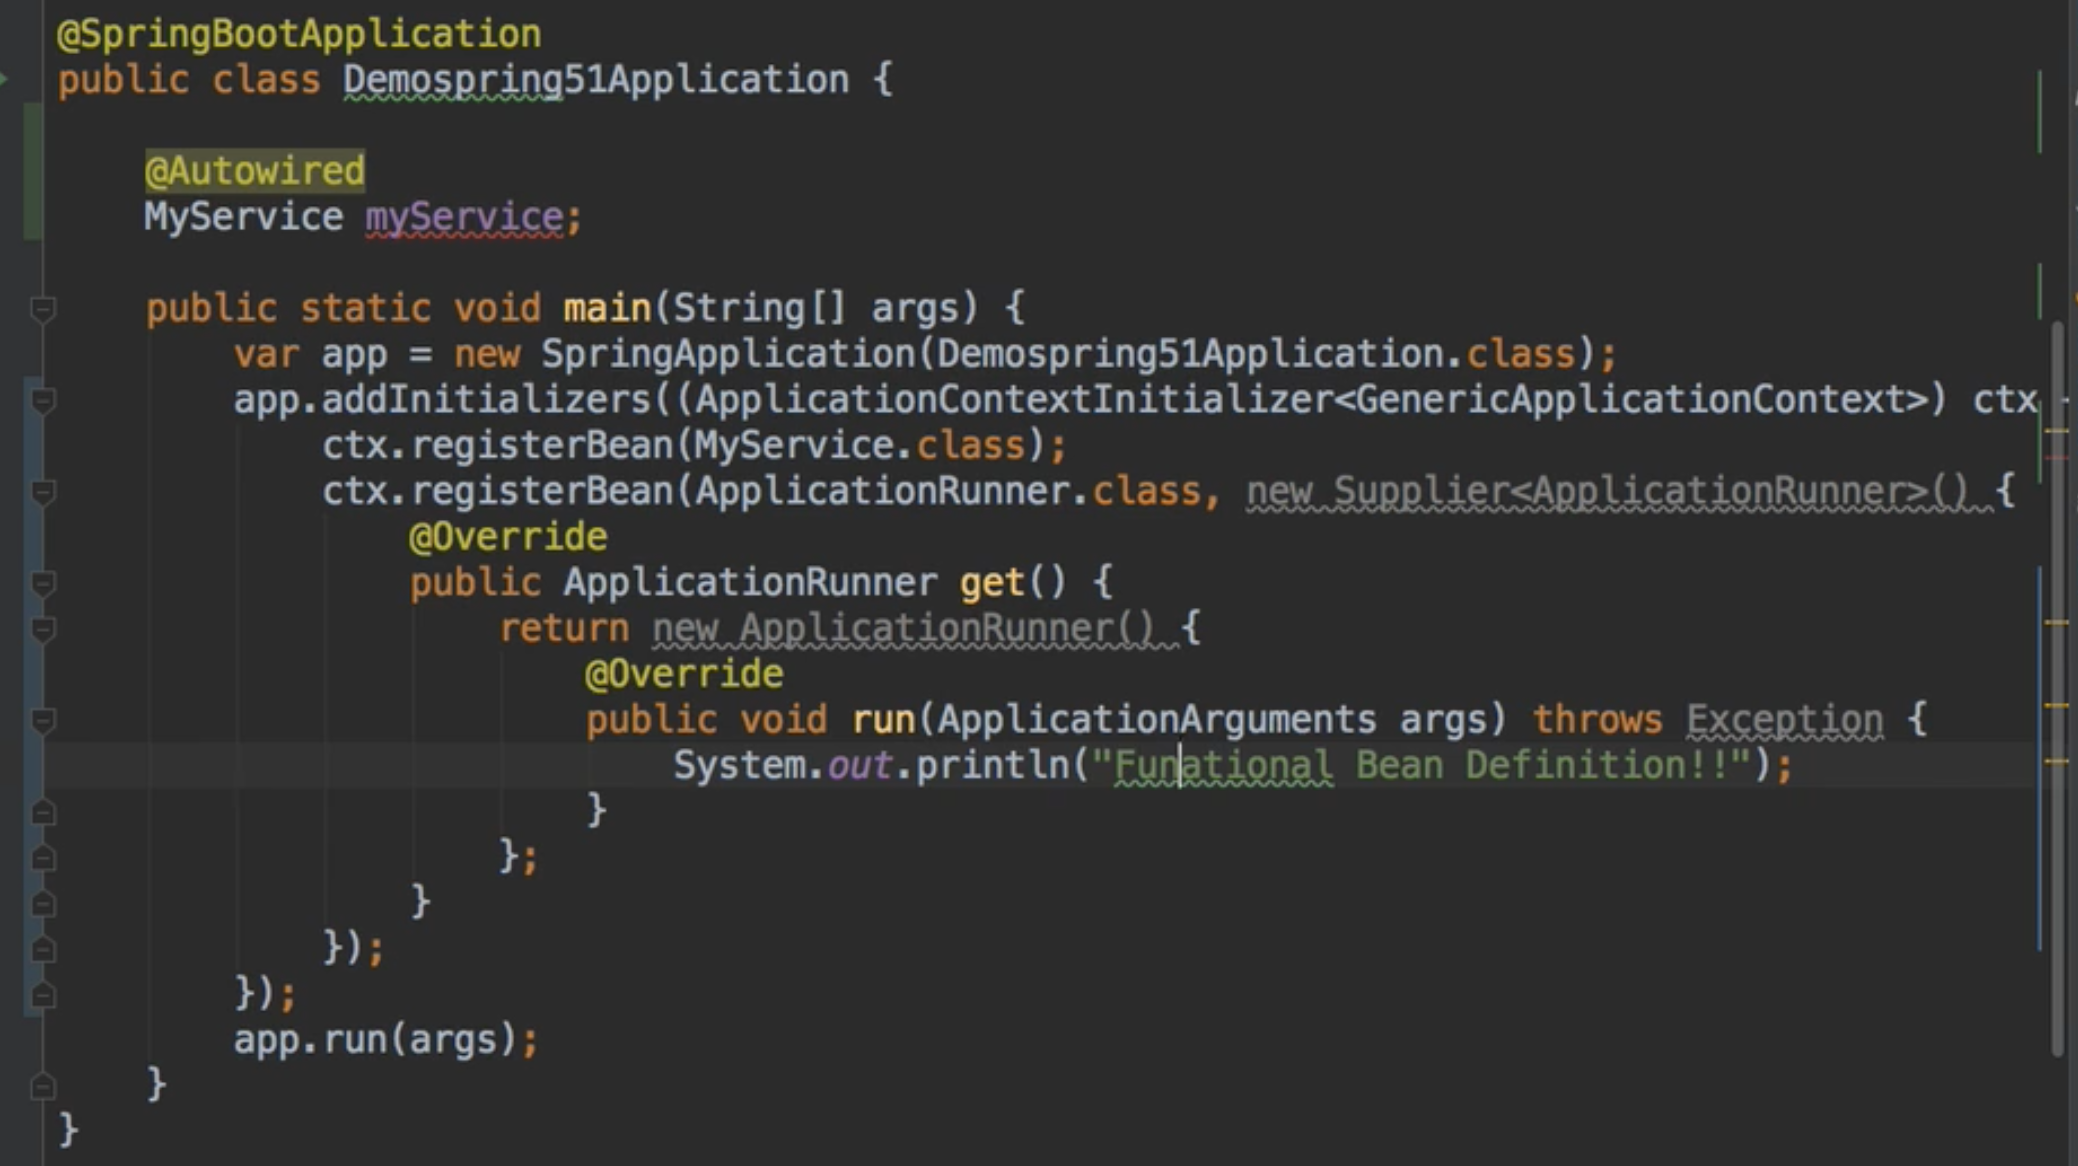 @SpringBootApplication
public class Demospring51Application {
@Autowired
MyService myService;
public static void main(String[] args) {
var app = new SpringApplication(Demospring51Application.class);
app.addInitializers((ApplicationContextInitializer<GenericApplicationContext>) ctx
ctx.registerBean(MyService.class);
ctx.registerBean(ApplicationRunner.class, new Supplier<ApplicationRunner>() {
@Override
public ApplicationRunner get() {
return new ApplicationRunner() {
@Override
public void run(ApplicationArguments args) throws Exception {
System.out.println("Funational Bean Definition!!");
}
};
}
});
});
app.run(args);
}
}